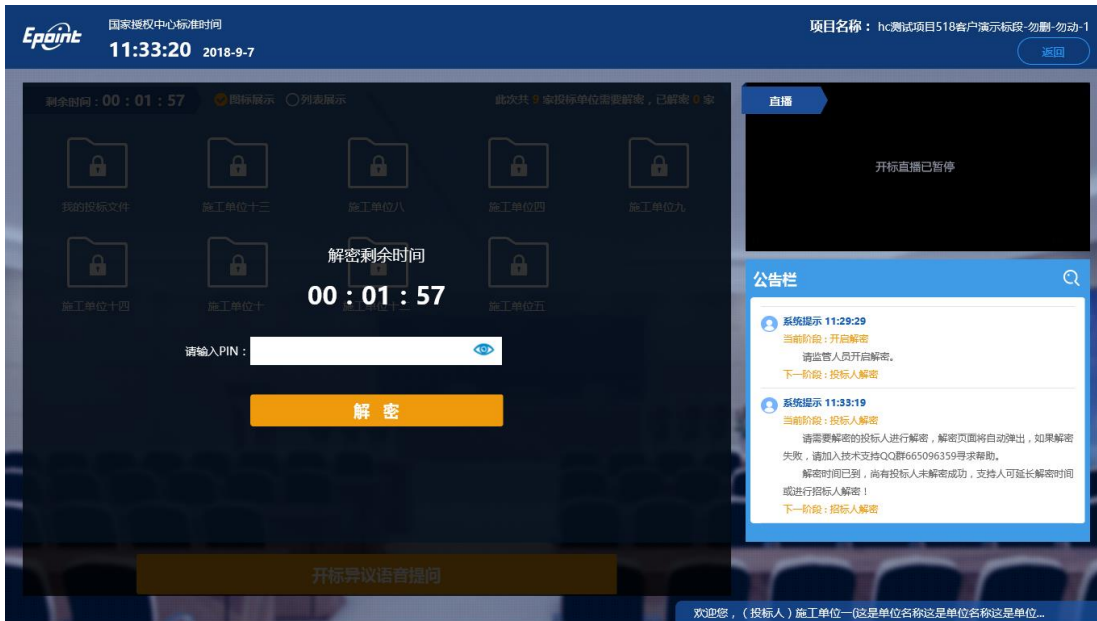 Epoint
国家授权中心标准时间
11:33:20 2018-9-7
项目名称：hc测试项目518客户演示标段-勿删-勿动-1
返回
剩余时间：00：01：57
图标展示
列表展示
此次共 9 家投标单位需要解密，已解密 0 家
我的投标文件
施工单位十三
施工单位八
施工单位四
施工单位九
施工单位十四
施工单位十
施工单位五
解密剩余时间
00：01：57
请输入PIN：
解 密
开标异议语音提问
直播
开标直播已暂停
公告栏
系统提示 11:29:29
当前阶段：开启解密
请监管人员开启解密。
下一阶段：投标人解密
系统提示 11:33:19
当前阶段：投标人解密
请需要解密的投标人进行解密，解密页面将自动弹出，如果解密
失败，请加入技术支持QQ群665096359寻求帮助。
解密时间已到，尚有投标人未解密成功，支持人可延长解密时间
或进行招标人解密！
下一阶段：招标人解密
欢迎您，（投标人）施工单位一(这是单位名称这是单位名称这是单位...